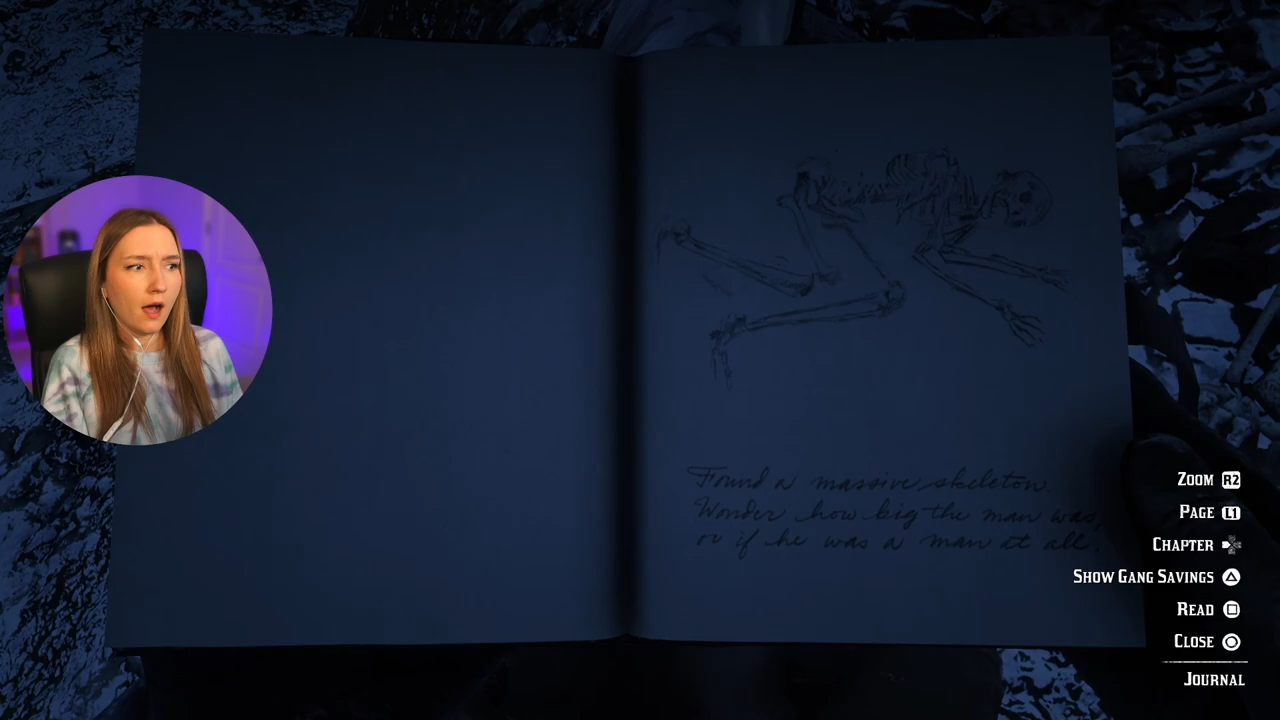 Found a massive skeleton.
Wonder how big the man was,
or if he was a man at all.
ZOOM R2
PAGE L1
CHAPTER
SHOW GANG SAVINGS
READ
CLOSE
JOURNAL